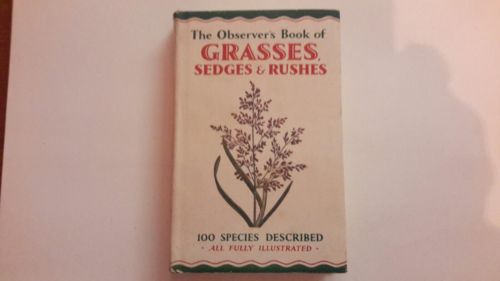 The Observer's Book of
GRASSES,
SEDGES & RUSHES
100 SPECIES DESCRIBED
· ALL FULLY ILLUSTRATED ·